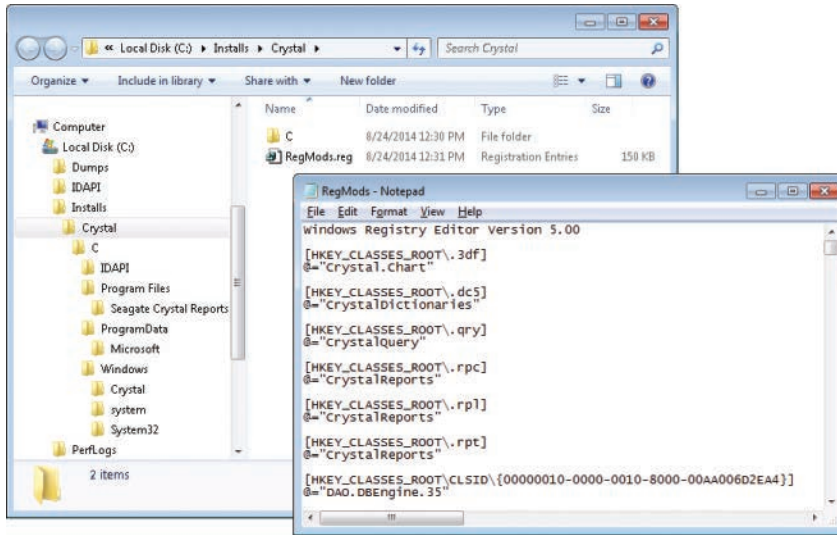 « Local Disk (C:) ▸ Installs ▸ Crystal ▸
Search Crystal
Organize ▾ Include in library ▾ Share with ▾ New folder
Computer
Local Disk (C:)
Dumps
IDAPI
Installs
Crystal
C
IDAPI
Program Files
Seagate Crystal Reports
ProgramData
Microsoft
Windows
Crystal
system
System32
PerfLogs
Name Date modified Type Size
C 8/24/2014 12:30 PM File folder
RegMods.reg 8/24/2014 12:31 PM Registration Entries 150 KB
2 items
RegMods - Notepad
File Edit Format View Help
Windows Registry Editor Version 5.00
[HKEY_CLASSES_ROOT\.3df]
@="Crystal.Chart"
[HKEY_CLASSES_ROOT\.dc5]
@="CrystalDictionaries"
[HKEY_CLASSES_ROOT\.qry]
@="CrystalQuery"
[HKEY_CLASSES_ROOT\.rpc]
@="CrystalReports"
[HKEY_CLASSES_ROOT\.rpl]
@="CrystalReports"
[HKEY_CLASSES_ROOT\.rpt]
@="CrystalReports"
[HKEY_CLASSES_ROOT\CLSID\{00000010-0000-0010-8000-00AA006D2EA4}]
@="DAO.DBEngine.35"